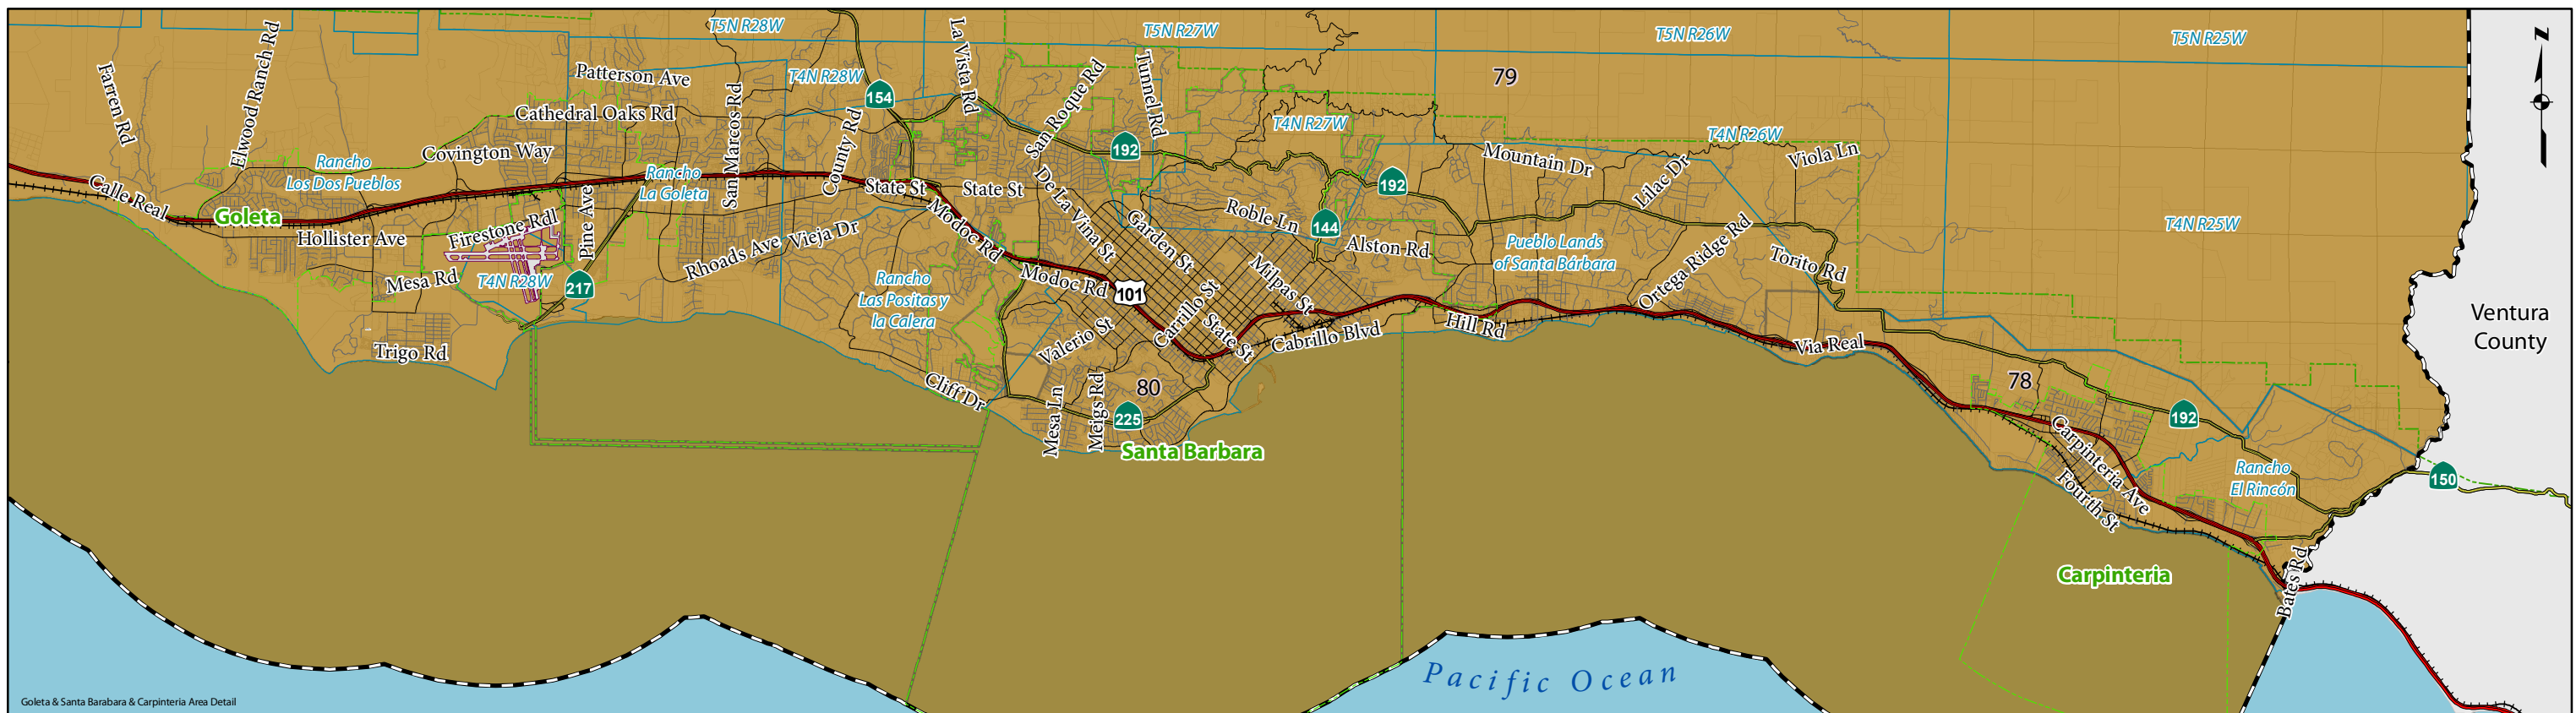 T5N R28W
La Vista Rd
T5N R27W
T5N R26W
T5N R25W
Farren Rd
Elwood Ranch Rd
Patterson Ave
T4N R28W
154
San Roque Rd
Tunnel Rd
79
Cathedral Oaks Rd
San Marcos Rd
County Rd
T4N R27W
T4N R26W
Covington Way
192
Mountain Dr
Viola Ln
Rancho
Los Dos Pueblos
Rancho
La Goleta
State St
State St
192
Lilac Dr
Calle Real
Goleta
Pine Ave
De La Vina St
Garden St
Roble Ln
144
T4N R25W
Hollister Ave
Firestone Rdl
Vieja Dr
Modoc Rd
Alston Rd
Pueblo Lands
of Santa Bárbara
Ortega Ridge Rd
Torito Rd
Rhoads Ave
Mesa Rd
T4N R28W
217
Rancho
Las Positas y
la Calera
Modoc Rd
101
Milpas St
Carrillo St
State St
Valerio St
Cabrillo Blvd
Hill Rd
Via Real
Ventura
County
Trigo Rd
Cliff Dr
Mesa Ln
Meigs Rd
80
225
Santa Barbara
78
192
Carpinteria Ave
Fourth St
Rancho
El Rincón
150
Carpinteria
Bates Rd
Pacific Ocean
Goleta & Santa Barabara & Carpinteria Area Detail
N